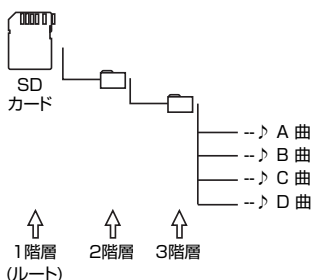 SD
カード
--♪ A 曲
--♪ B 曲
--♪ C 曲
--♪ D 曲
1階層
(ルート)
2階層
3階層